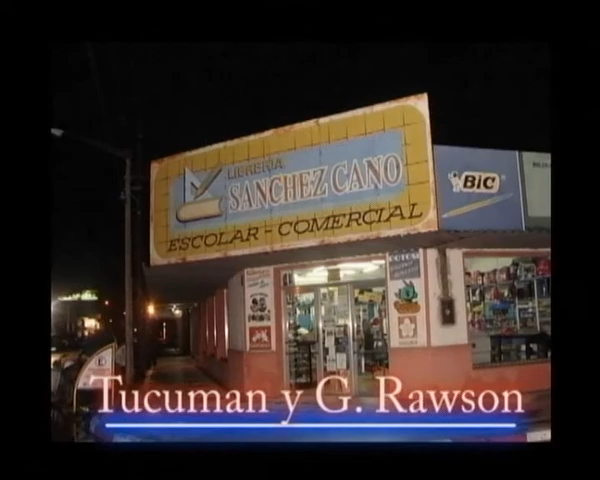 LIBRERIA
SANCHEZ CANO
ESCOLAR - COMERCIAL
BIC
Tucuman y G. Rawson